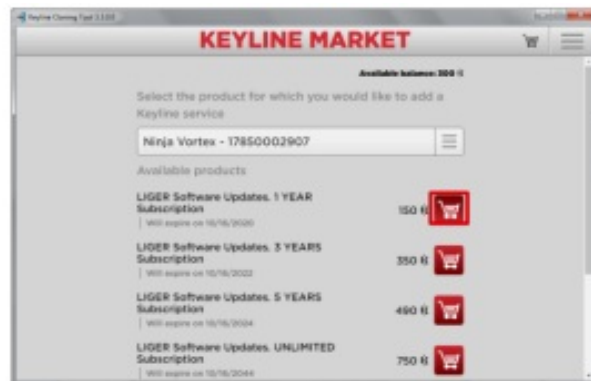 Keyline Cloning Tool
KEYLINE MARKET
Available balance: 300
Select the product for which you would like to add a
Keyline service
Ninja Vortex - 17850002907
Available products
LIGER Software Updates. 1 YEAR
Subscription
150
Will expire on 10/16/2020
LIGER Software Updates. 3 YEARS
Subscription
350
Will expire on 10/16/2022
LIGER Software Updates. 5 YEARS
Subscription
490
Will expire on 10/16/2024
LIGER Software Updates. UNLIMITED
Subscription
750
Will expire on 10/16/2044